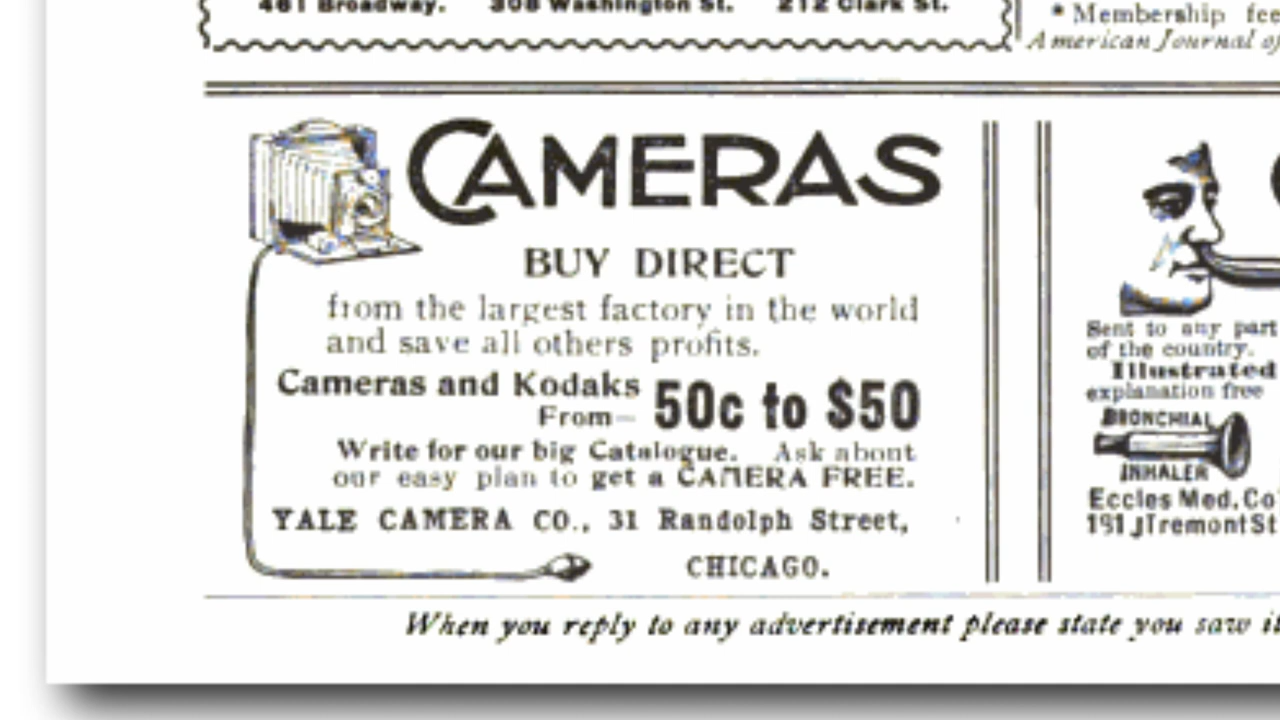 461 Broadway. 308 Washington St. 212 Clark St.
* Membership fee
American Journal of
CAMERAS
BUY DIRECT
from the largest factory in the world
and save all others profits.
Cameras and Kodaks
From— 50c to $50
Write for our big Catalogue. Ask about
our easy plan to get a CAMERA FREE.
YALE CAMERA CO., 31 Randolph Street,
CHICAGO.
Sent to any part
of the country.
Illustrated
explanation free
BRONCHIAL
INHALER
Eccles Med. Co
Tremont St
When you reply to any advertisement please state you saw it